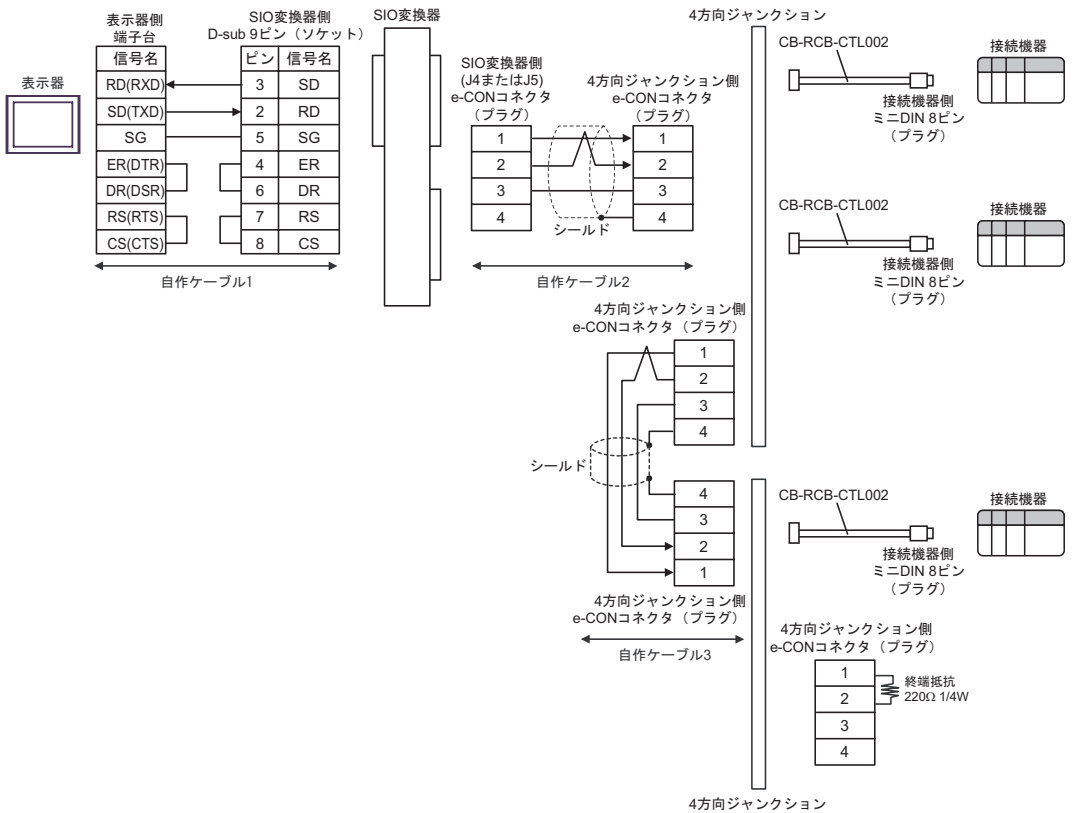 表示器
表示器側
端子台
信号名
RD(RXD)
SD(TXD)
SG
ER(DTR)
DR(DSR)
RS(RTS)
CS(CTS)
SIO変換器側
D-sub 9ピン（ソケット）
ピン 信号名
3 SD
2 RD
5 SG
4 ER
6 DR
7 RS
8 CS
自作ケーブル1
SIO変換器
SIO変換器側
(J4またはJ5)
e-CONコネクタ
（プラグ）
1
2
3
4
4方向ジャンクション側
e-CONコネクタ
（プラグ）
1
2
3
4
シールド
自作ケーブル2
4方向ジャンクション
CB-RCB-CTL002
接続機器
接続機器側
ミニDIN 8ピン
（プラグ）
CB-RCB-CTL002
接続機器
接続機器側
ミニDIN 8ピン
（プラグ）
4方向ジャンクション側
e-CONコネクタ（プラグ）
1
2
3
4
シールド
4
3
2
1
4方向ジャンクション側
e-CONコネクタ（プラグ）
自作ケーブル3
CB-RCB-CTL002
接続機器
接続機器側
ミニDIN 8ピン
（プラグ）
4方向ジャンクション側
e-CONコネクタ（プラグ）
1
2
3
4
終端抵抗
220Ω 1/4W
4方向ジャンクション